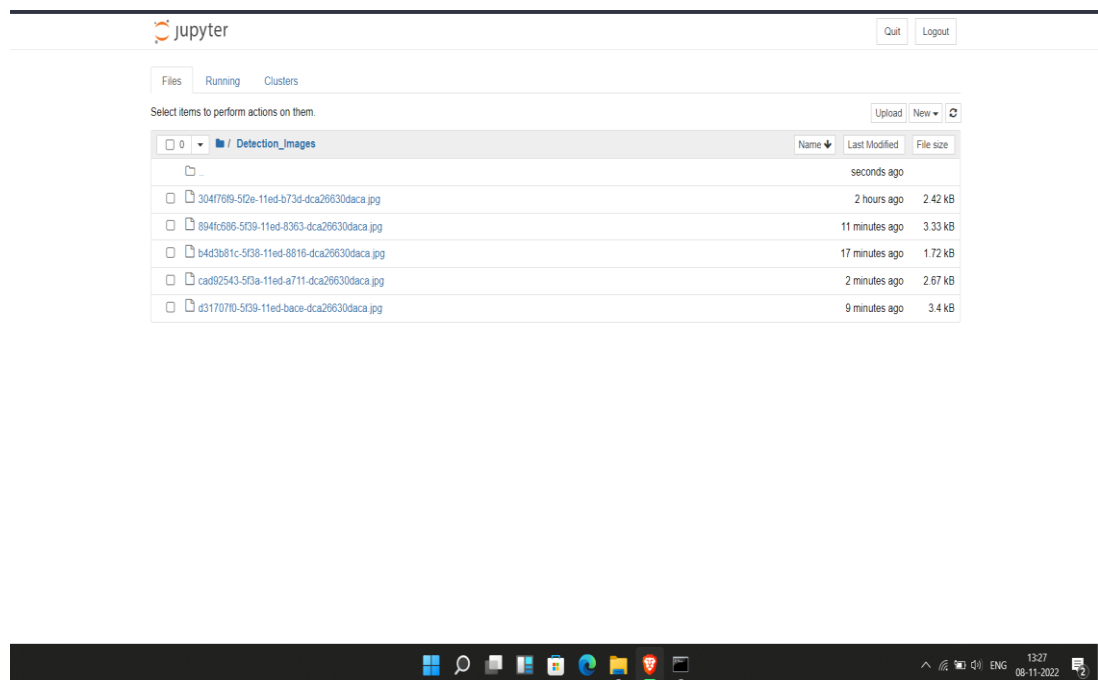 jupyter Quit Logout
Files Running Clusters
Select items to perform actions on them. Upload New
0 / Detection_Images Name Last Modified File size
.. seconds ago
304f76f9-5f2e-11ed-b73d-dca26630daca.jpg 2 hours ago 2.42 kB
894fc686-5f39-11ed-8363-dca26630daca.jpg 11 minutes ago 3.33 kB
b4d3b81c-5f38-11ed-8816-dca26630daca.jpg 17 minutes ago 1.72 kB
cad92543-5f3a-11ed-a711-dca26630daca.jpg 2 minutes ago 2.67 kB
d31707f0-5f39-11ed-bace-dca26630daca.jpg 9 minutes ago 3.4 kB
ENG 13:27
08-11-2022 2